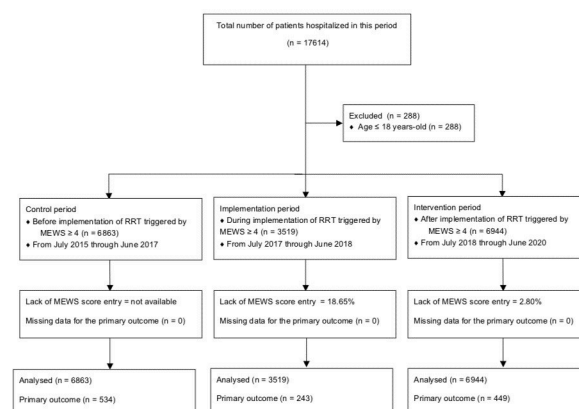 Total number of patients hospitalized in this period
(n = 17614)
Excluded (n = 288)
♦ Age ≤ 18 years-old (n = 288)
Control period
♦ Before implementation of RRT triggered by
MEWS ≥ 4 (n = 6863)
♦ From July 2015 through June 2017
Implementation period
♦ During implementation of RRT triggered by
MEWS ≥ 4 (n = 3519)
♦ From July 2017 through June 2018
Intervention period
♦ After implementation of RRT triggered by
MEWS ≥ 4 (n = 6944)
♦ From July 2018 through June 2020
Lack of MEWS score entry = not available
Missing data for the primary outcome (n = 0)
Lack of MEWS score entry = 18.65%
Missing data for the primary outcome (n = 0)
Lack of MEWS score entry = 2.80%
Missing data for the primary outcome (n = 0)
Analysed (n = 6863)
Primary outcome (n = 534)
Analysed (n = 3519)
Primary outcome (n = 243)
Analysed (n = 6944)
Primary outcome (n = 449)